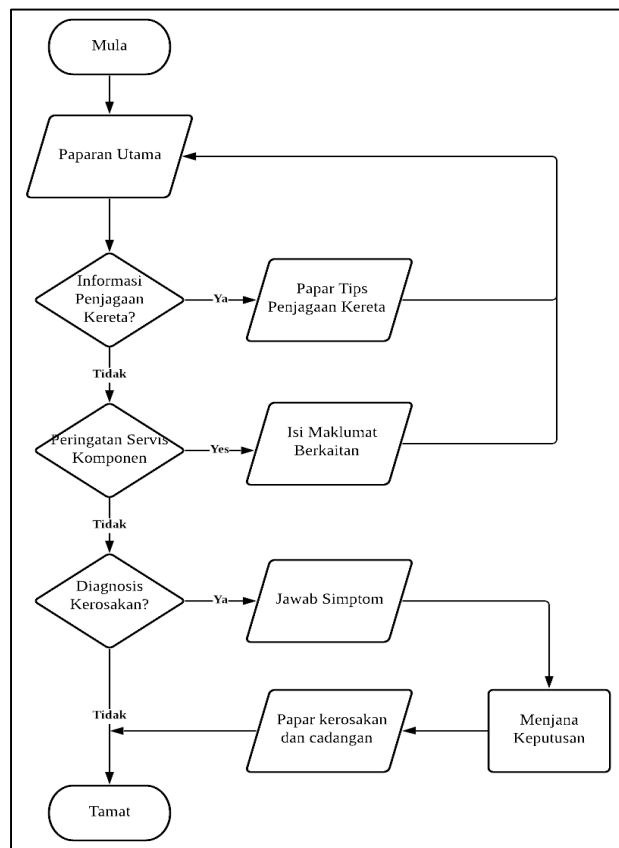 Mula
Paparan Utama
Informasi
Penjagaan
Kereta?
Ya
Papar Tips
Penjagaan Kereta
Tidak
Peringatan Servis
Komponen
Yes
Isi Maklumat
Berkaitan
Tidak
Diagnosis
Kerosakan?
Ya
Jawab Simptom
Tidak
Papar kerosakan
dan cadangan
Menjana
Keputusan
Tamat